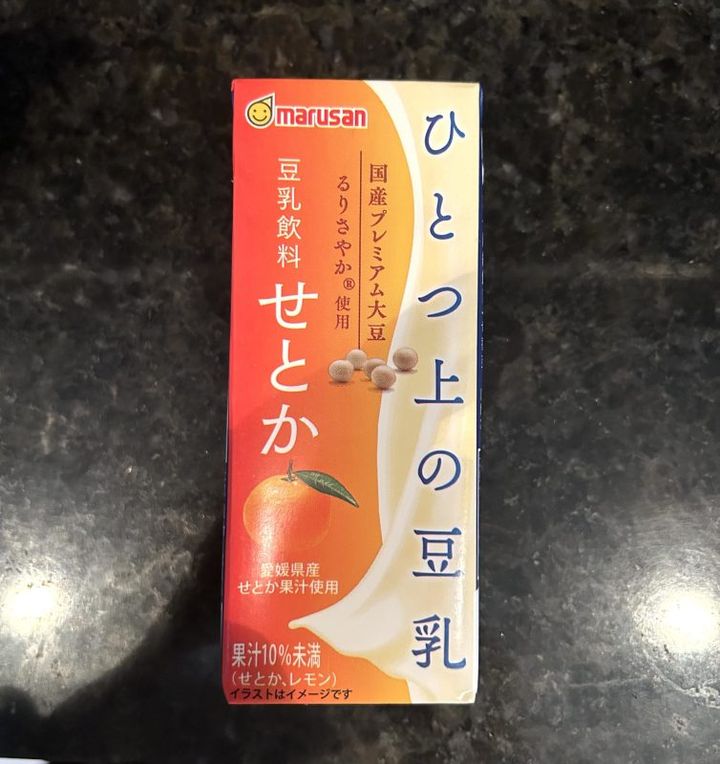 marusan
ひとつ上の豆乳
国産プレミアム大豆
るりさやか®使用
豆乳飲料
せとか
愛媛県産
せとか果汁使用
果汁10%未満
(せとか、レモン)
イラストはイメージです